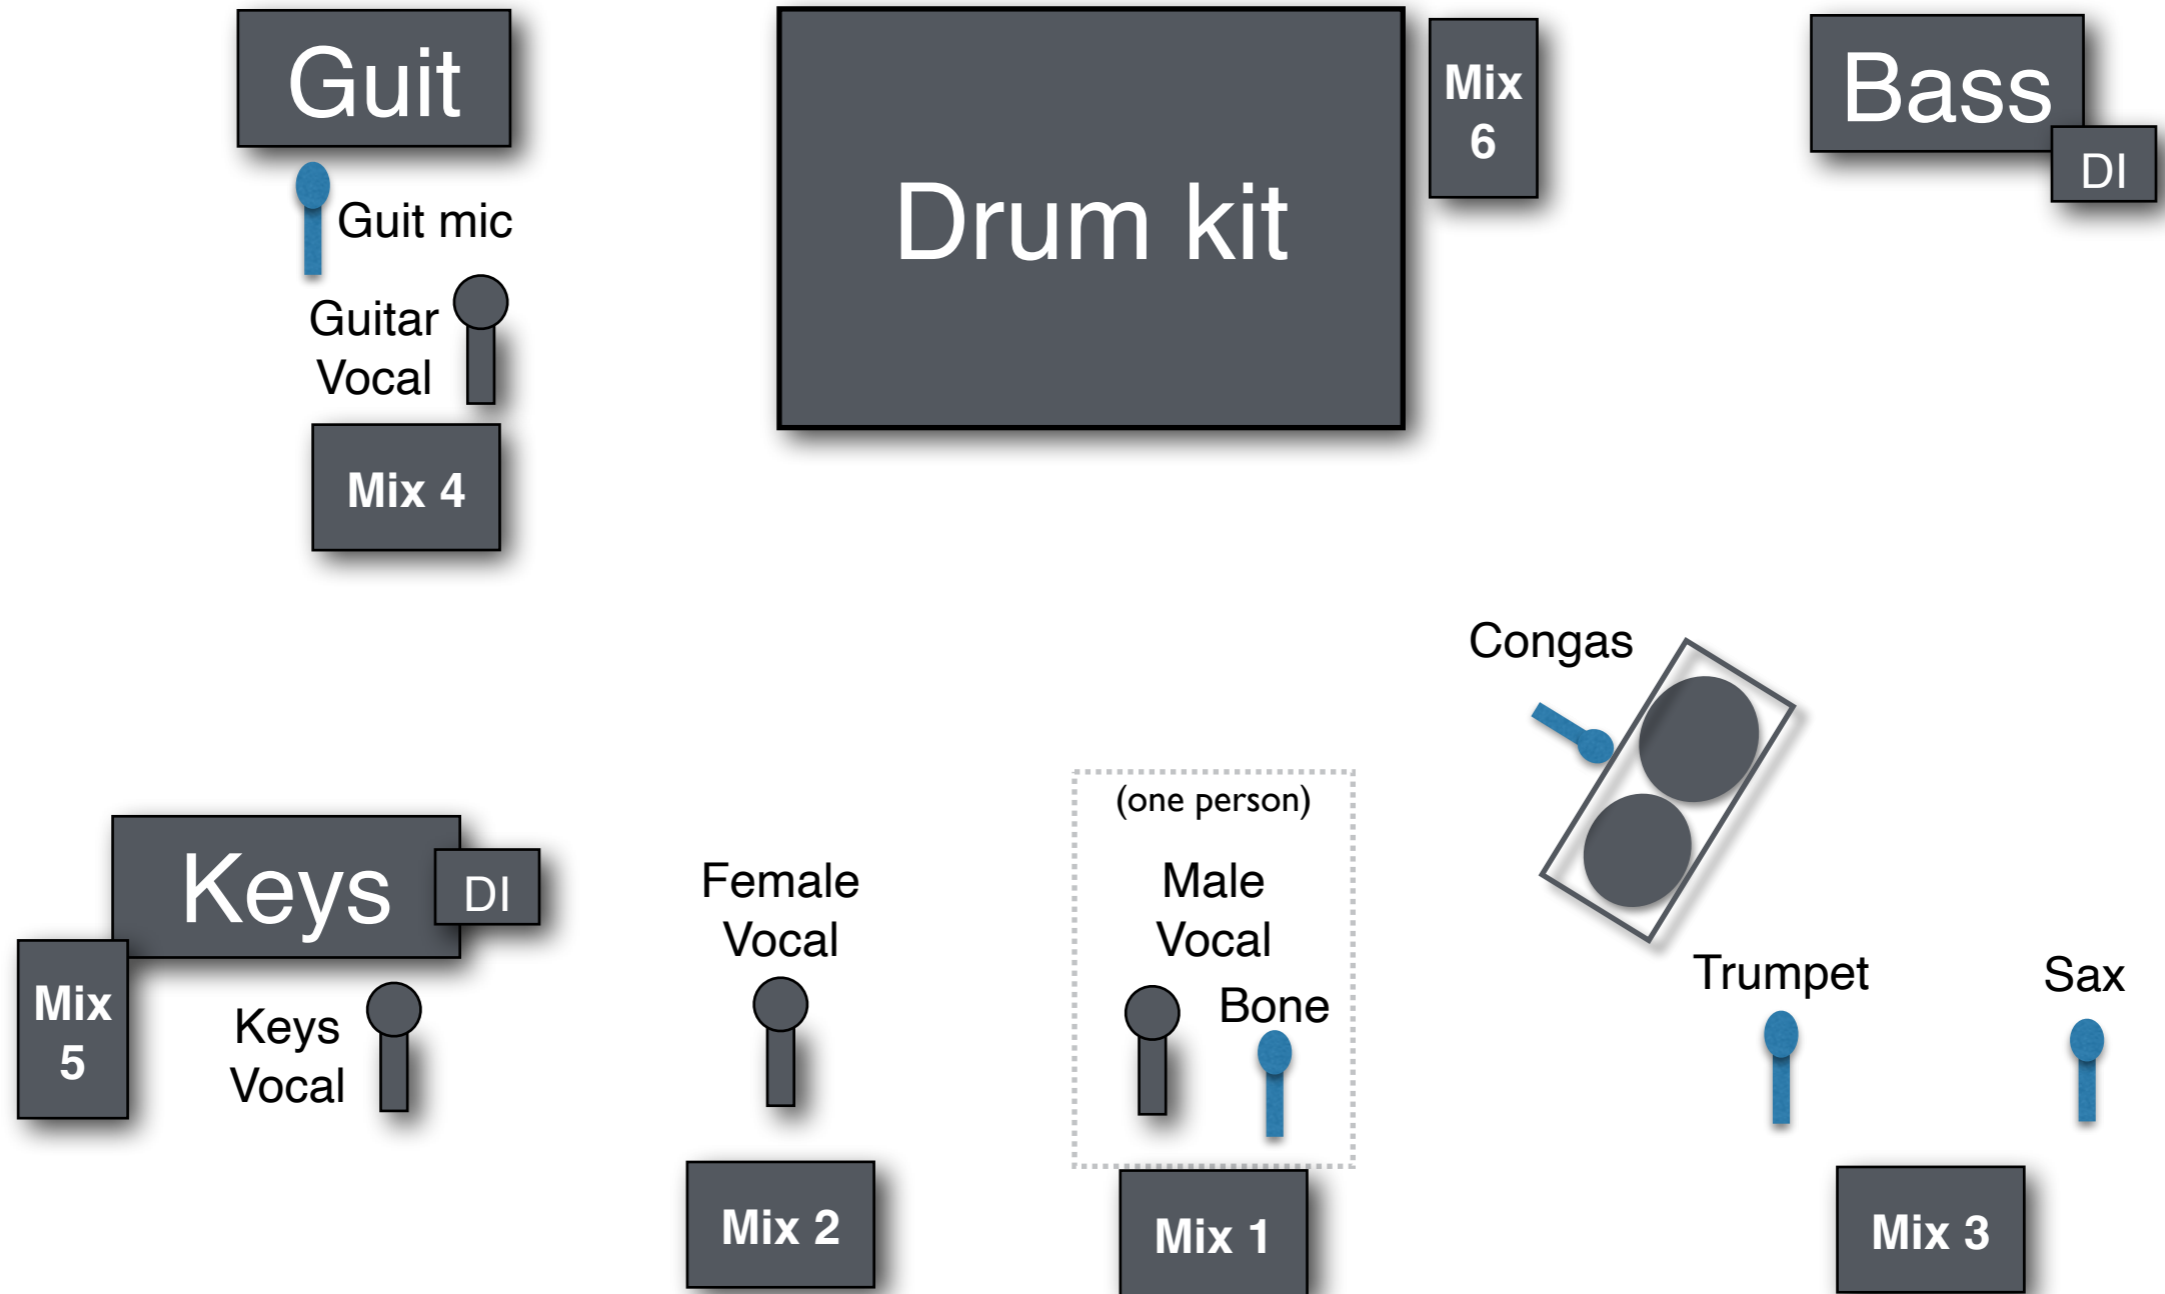 Guit
Drum kit
Mix
6
Bass
DI
Guit mic
Guitar
Vocal
Mix 4
Congas
(one person)
Keys
DI
Female
Vocal
Male
Vocal
Bone
Trumpet
Sax
Mix
5
Keys
Vocal
Mix 2
Mix 1
Mix 3